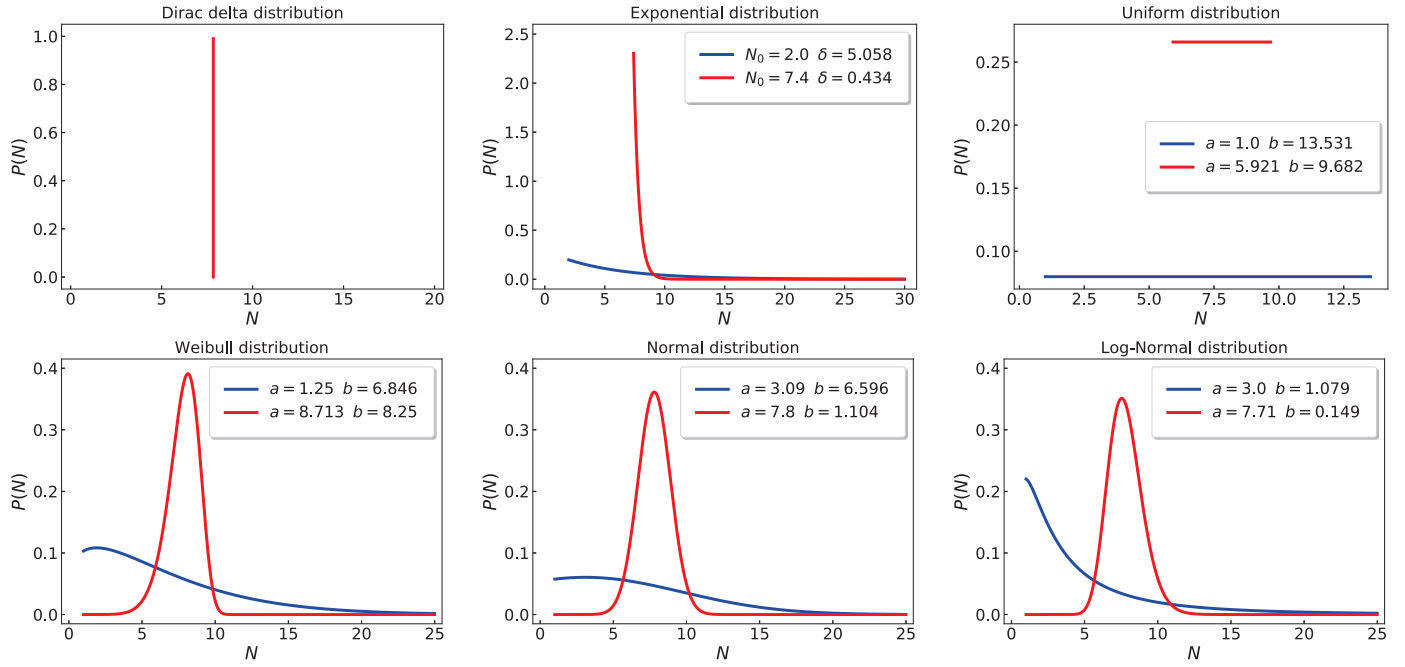 Dirac delta distribution
1.0
0.8
0.6
0.4
0.2
0.0
P(N)
0
5
10
15
20
N
Exponential distribution
2.5
2.0
1.5
1.0
0.5
0.0
P(N)
N₀ = 2.0 δ = 5.058
N₀ = 7.4 δ = 0.434
0
5
10
15
20
25
30
N
Uniform distribution
0.25
0.20
0.15
0.10
P(N)
a = 1.0 b = 13.531
a = 5.921 b = 9.682
0.0
2.5
5.0
7.5
10.0
12.5
N
Weibull distribution
0.4
0.3
0.2
0.1
0.0
P(N)
a = 1.25 b = 6.846
a = 8.713 b = 8.25
0
5
10
15
20
25
N
Normal distribution
0.4
0.3
0.2
0.1
0.0
P(N)
a = 3.09 b = 6.596
a = 7.8 b = 1.104
0
5
10
15
20
25
N
Log-Normal distribution
0.4
0.3
0.2
0.1
0.0
P(N)
a = 3.0 b = 1.079
a = 7.71 b = 0.149
0
5
10
15
20
25
N